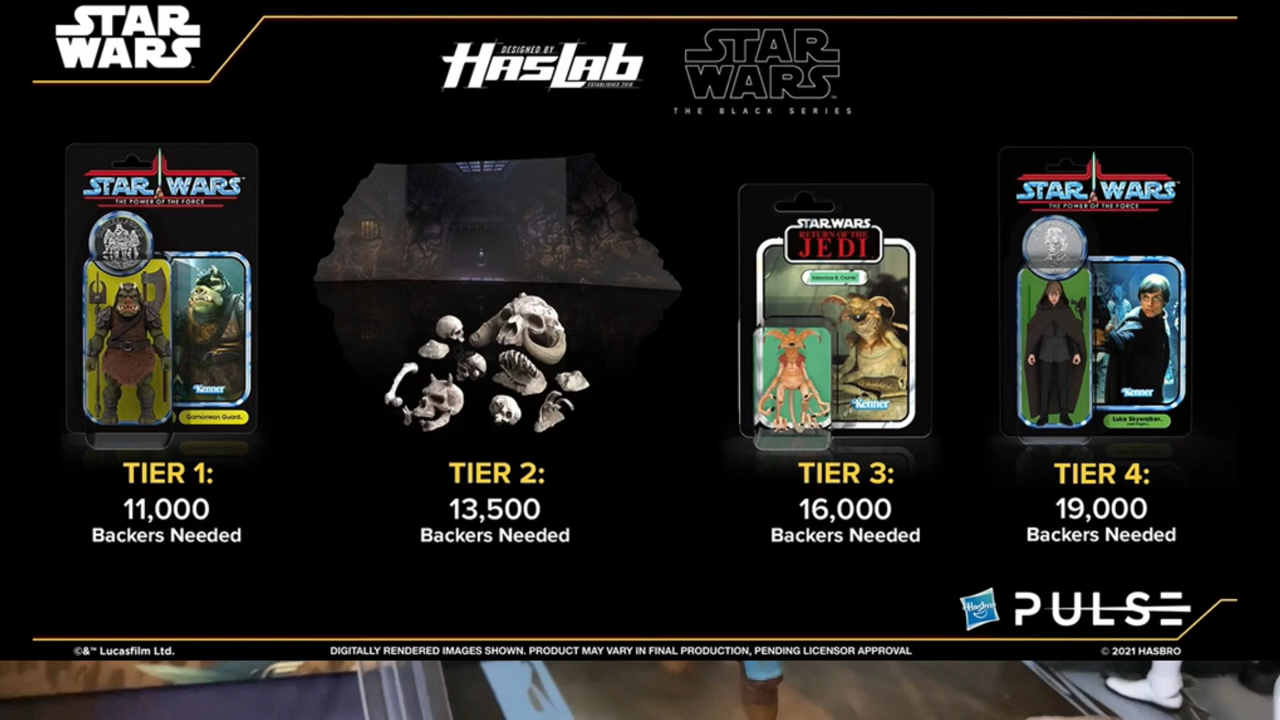 STAR
WARS
DESIGNED BY
HASLAB
ESTABLISHED 2018
STAR
WARS
THE BLACK SERIES
STAR WARS
THE POWER OF THE FORCE
Kenner
Gamorrean Guard
TIER 1:
11,000
Backers Needed
TIER 2:
13,500
Backers Needed
STAR WARS
RETURN OF THE
JEDI
Salacious B. Crumb
Kenner
TIER 3:
16,000
Backers Needed
STAR WARS
THE POWER OF THE FORCE
Kenner
Luke Skywalker
TIER 4:
19,000
Backers Needed
Hasbro PULSE
©&™ Lucasfilm Ltd.
DIGITALLY RENDERED IMAGES SHOWN. PRODUCT MAY VARY IN FINAL PRODUCTION, PENDING LICENSOR APPROVAL
© 2021 HASBRO